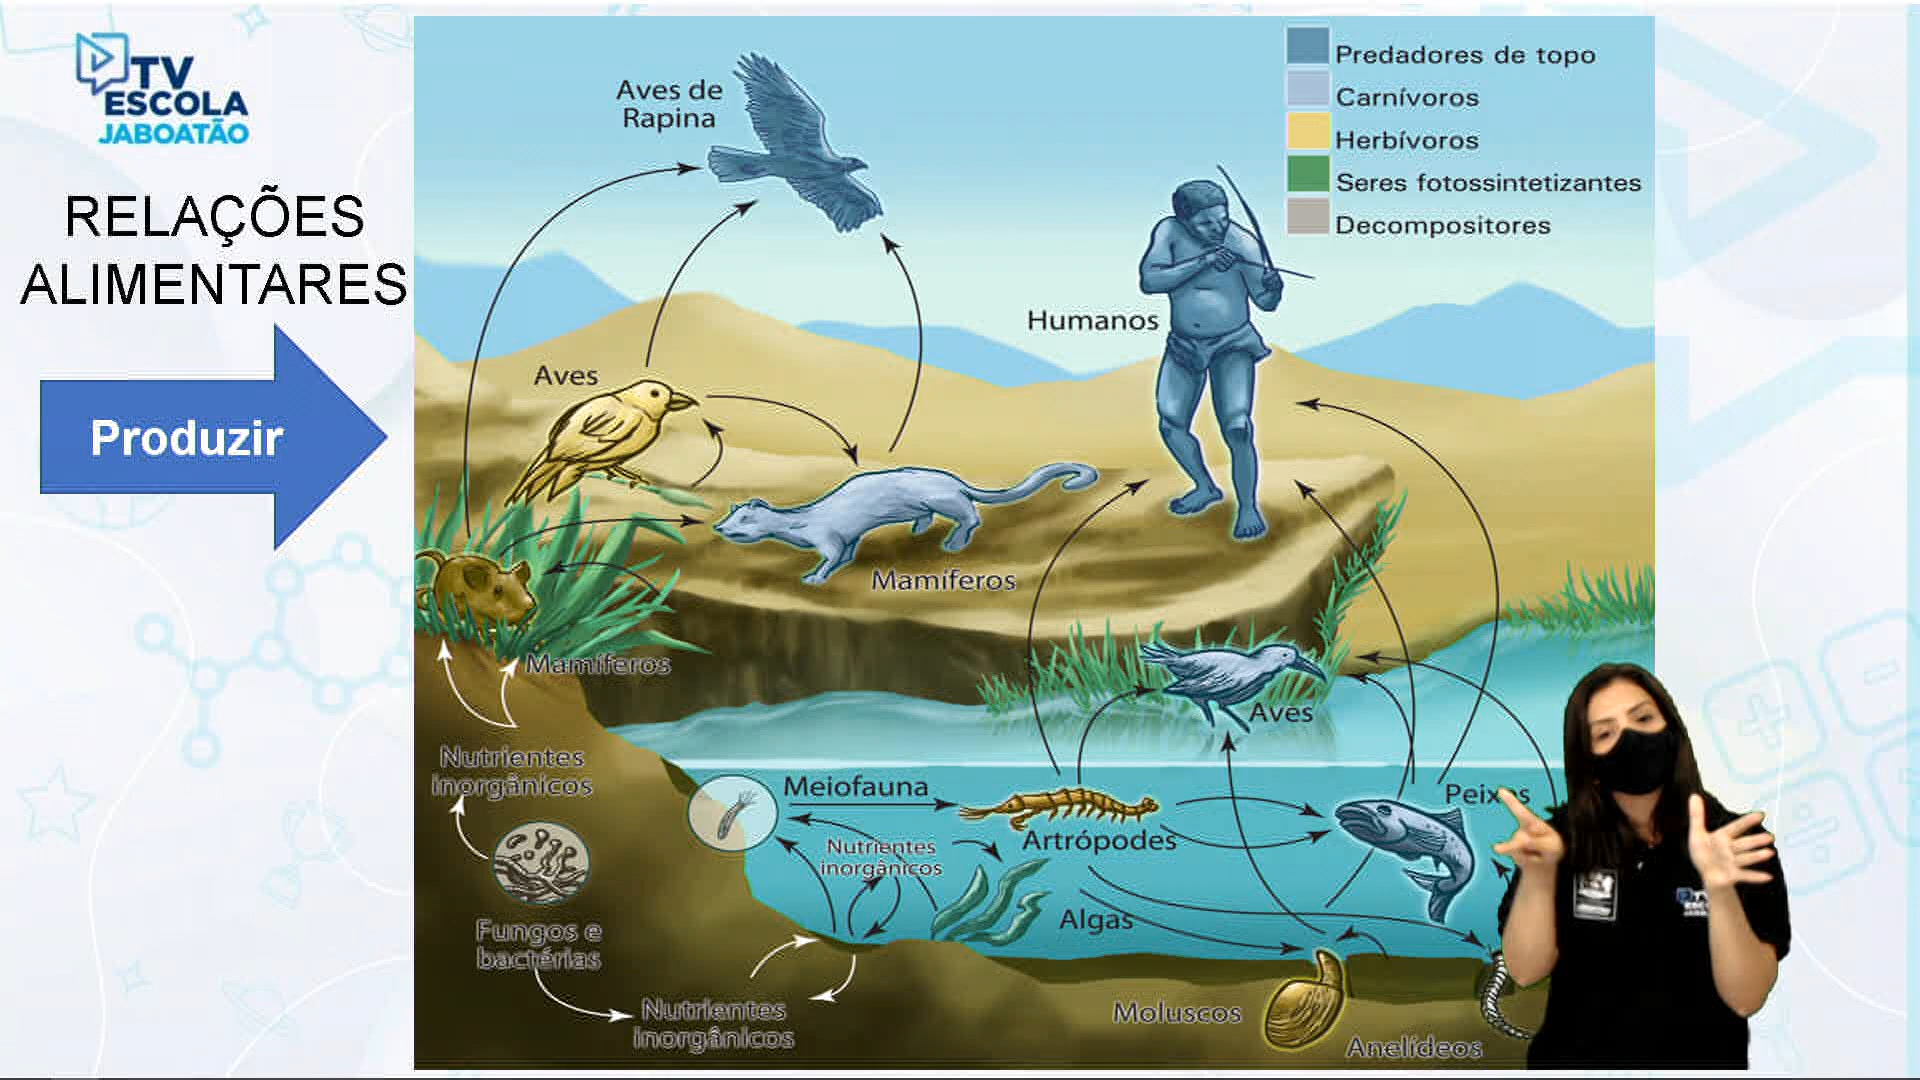 TV
ESCOLA
JABOATÃO
RELAÇÕES
ALIMENTARES
Produzir
Predadores de topo
Carnívoros
Herbívoros
Seres fotossintetizantes
Decompositores
Aves de
Rapina
Humanos
Aves
Mamíferos
Mamíferos
Aves
Nutrientes
inorgânicos
Meiofauna
Peixes
Artrópodes
Nutrientes
inorgânicos
Algas
Fungos e
bactérias
Nutrientes
inorgânicos
Moluscos
Anelídeos